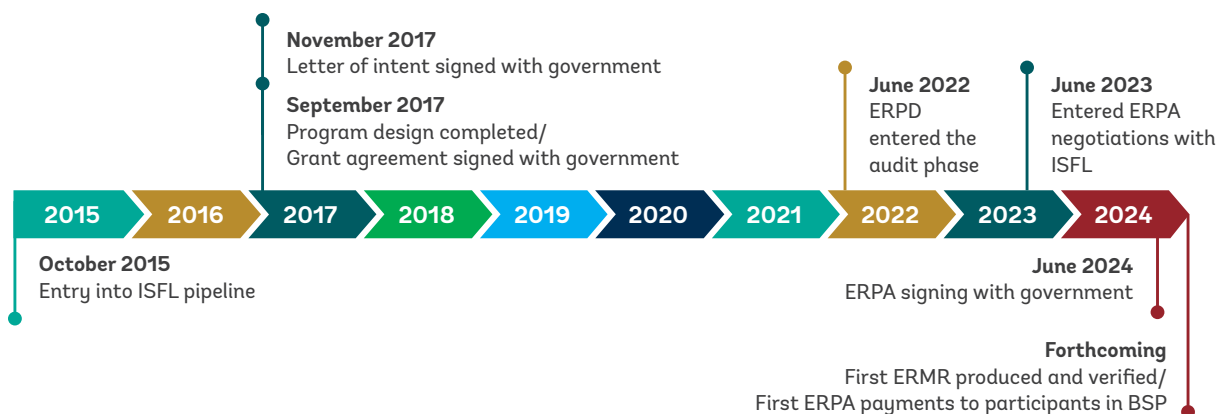 November 2017
Letter of intent signed with government
September 2017
Program design completed/
Grant agreement signed with government
June 2022
ERPD
entered the
audit phase
June 2023
Entered ERPA
negotiations with
ISFL
2015
2016
2017
2018
2019
2020
2021
2022
2023
2024
October 2015
Entry into ISFL pipeline
June 2024
ERPA signing with government
Forthcoming
First ERMR produced and verified/
First ERPA payments to participants in BSP